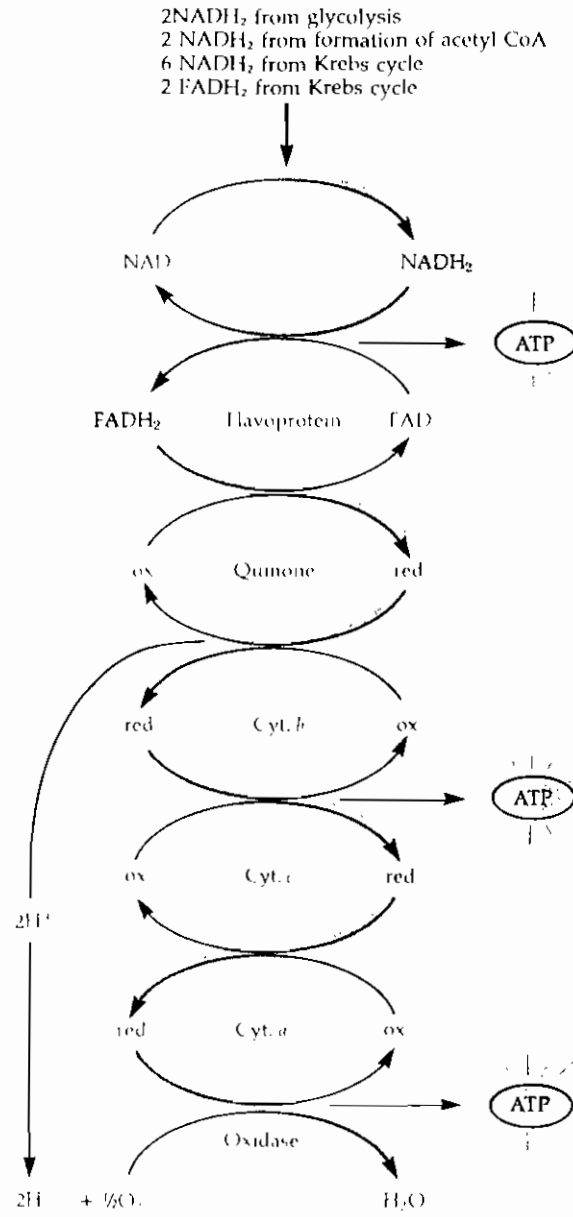 2NADH₂ from glycolysis
2 NADH₂ from formation of acetyl CoA
6 NADH₂ from Krebs cycle
2 FADH₂ from Krebs cycle
NAD NADH₂
ATP
FADH₂ Flavoprotein FAD
ox Quinone red
red Cyt. b ox
ATP
ox Cyt. c red
2H⁺
red Cyt. a ox
ATP
Oxidase
2H + ½O₂ H₂O